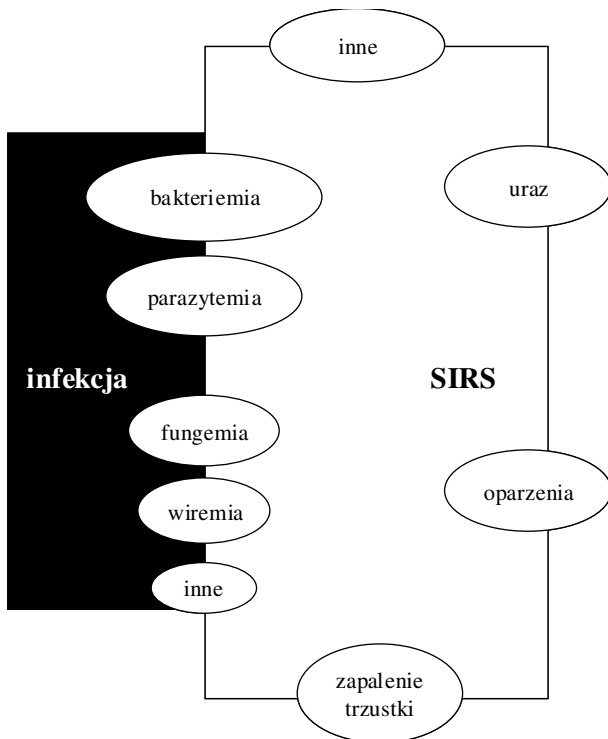 inne
bakteriemia
uraz
parazytemia
infekcja
SIRS
fungemia
oparzenia
wiremia
inne
zapalenie
trzustki